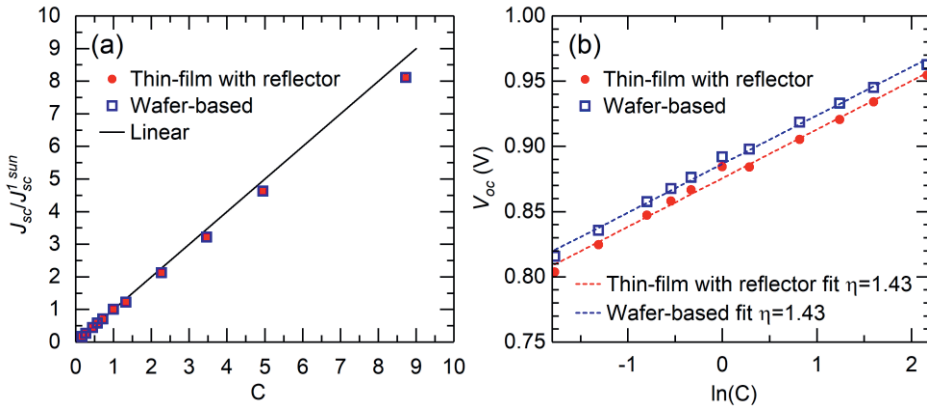 (a)
Thin-film with reflector
Wafer-based
Linear
J_sc/J_sc^1 sun
10
9
8
7
6
5
4
3
2
1
0
0 1 2 3 4 5 6 7 8 9 10
C
(b)
Thin-film with reflector
Wafer-based
V_oc (V)
1.00
0.95
0.90
0.85
0.80
0.75
Thin-film with reflector fit η=1.43
Wafer-based fit η=1.43
-1 0 1 2
ln(C)